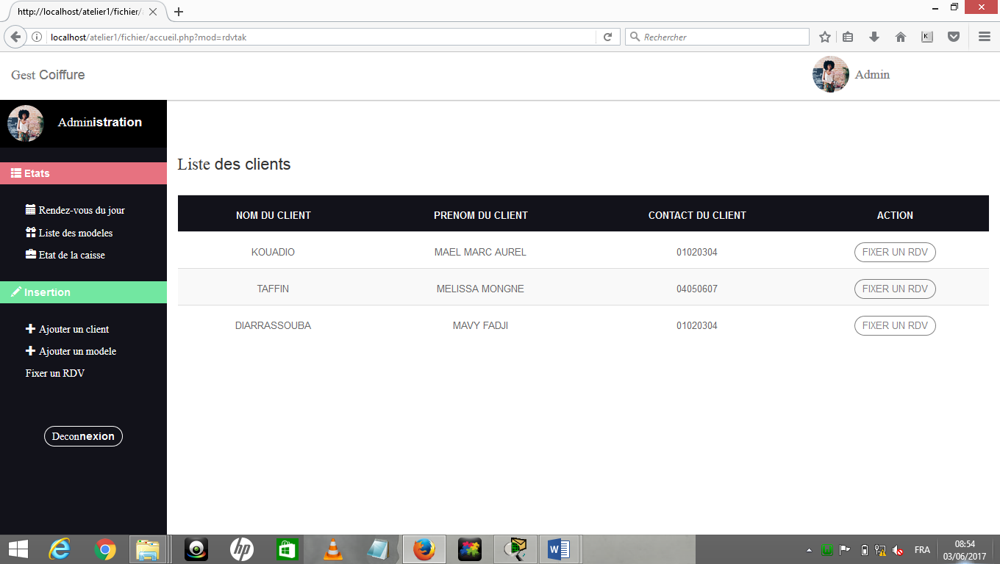 http://localhost/atelier1/fichier/
localhost/atelier1/fichier/accueil.php?mod=rdvtak
Rechercher
K
Gest Coiffure
Admin
Administration
Etats
Rendez-vous du jour
Liste des modeles
Etat de la caisse
Insertion
Ajouter un client
Ajouter un modele
Fixer un RDV
Deconnexion
Liste des clients
NOM DU CLIENT PRENOM DU CLIENT CONTACT DU CLIENT ACTION
KOUADIO MAEL MARC AUREL 01020304 FIXER UN RDV
TAFFIN MELISSA MONGNE 04050607 FIXER UN RDV
DIARRASSOUBA MAVY FADJI 01020304 FIXER UN RDV
hp
W
FRA
08:54
03/06/2017